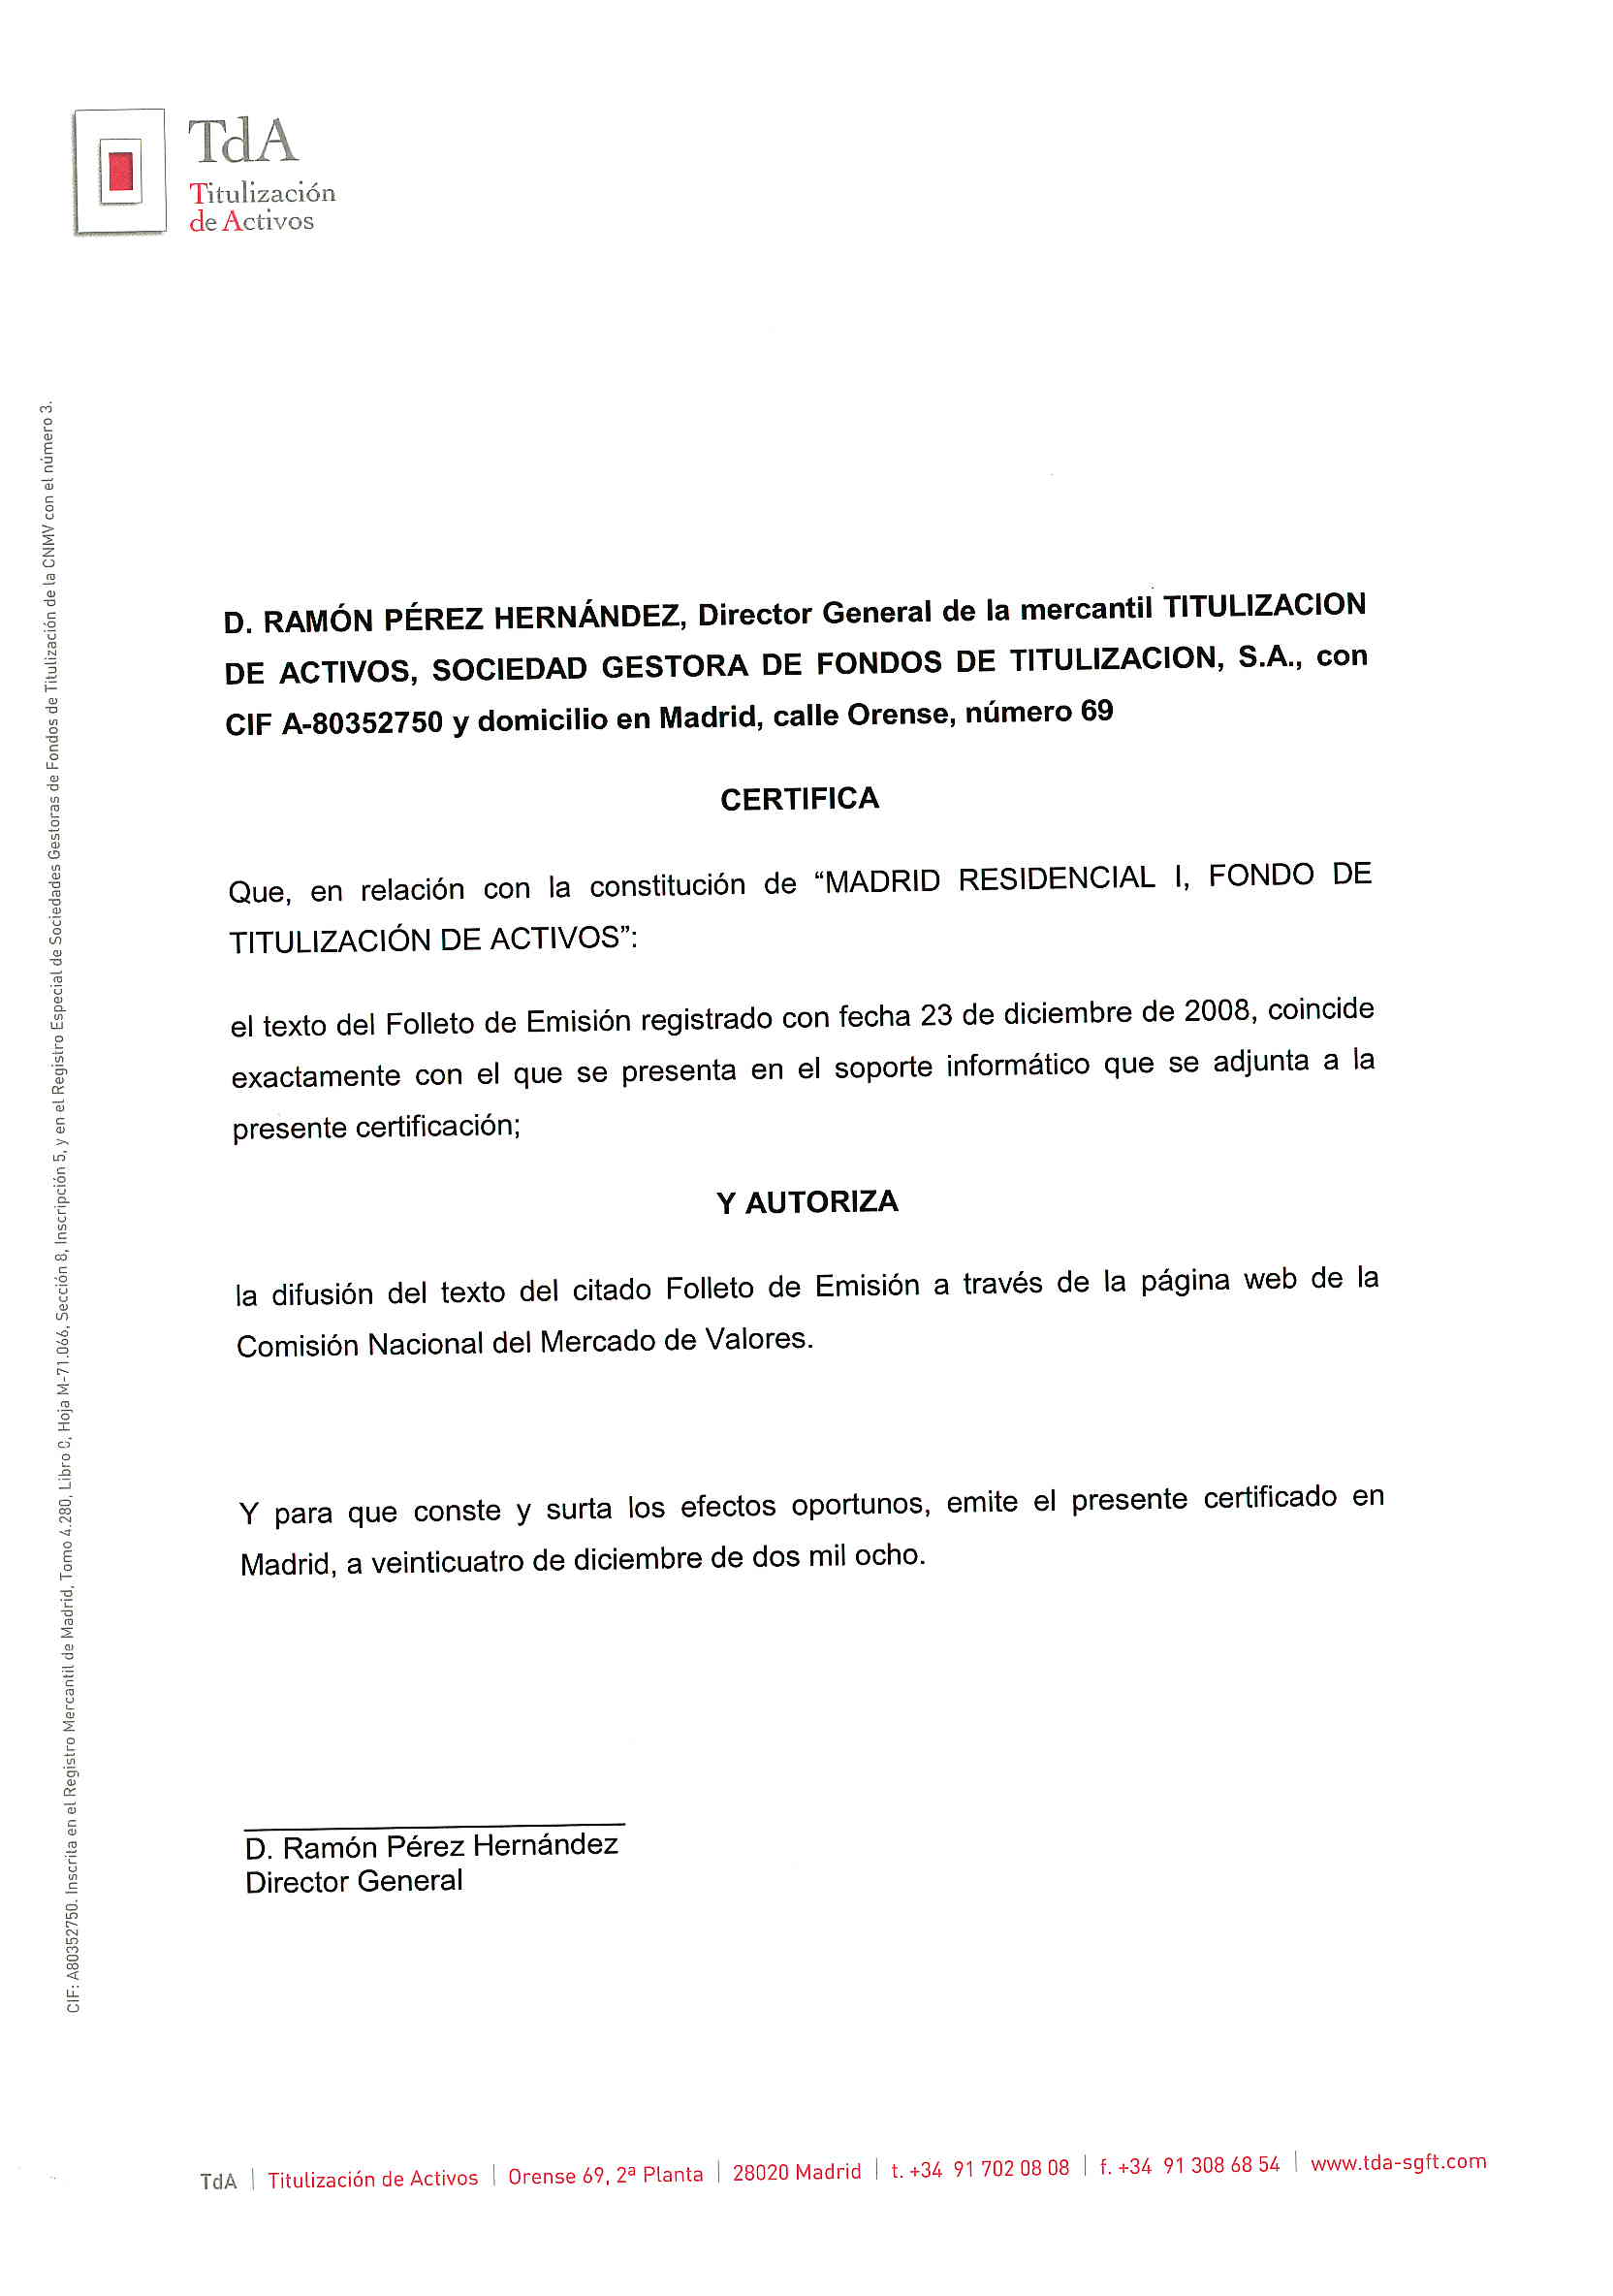 TdA
Titulización
de Activos
CIF: A80352750. Inscrita en el Registro Mercantil de Madrid, Tomo 4.280, Libro 0, Hoja M-71.066, Sección 8, Inscripción 5, y en el Registro Especial de Sociedades Gestoras de Fondos de Titulización de la CNMV con el número 3.
D. RAMÓN PÉREZ HERNÁNDEZ, Director General de la mercantil TITULIZACION
DE ACTIVOS, SOCIEDAD GESTORA DE FONDOS DE TITULIZACION, S.A., con
CIF A-80352750 y domicilio en Madrid, calle Orense, número 69
CERTIFICA
Que, en relación con la constitución de “MADRID RESIDENCIAL I, FONDO DE
TITULIZACIÓN DE ACTIVOS”:
el texto del Folleto de Emisión registrado con fecha 23 de diciembre de 2008, coincide
exactamente con el que se presenta en el soporte informático que se adjunta a la
presente certificación;
Y AUTORIZA
la difusión del texto del citado Folleto de Emisión a través de la página web de la
Comisión Nacional del Mercado de Valores.
Y para que conste y surta los efectos oportunos, emite el presente certificado en
Madrid, a veinticuatro de diciembre de dos mil ocho.
D. Ramón Pérez Hernández
Director General
TdA | Titulización de Activos | Orense 69, 2ª Planta | 28020 Madrid | t. +34 91 702 08 08 | f. +34 91 308 68 54 | www.tda-sgft.com